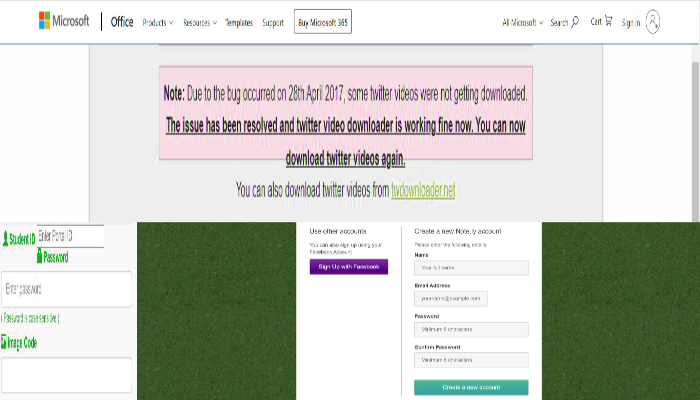 Microsoft Office Products Resources Templates Support Buy Microsoft 365 All Microsoft Search Cart Sign in
Note: Due to the bug occurred on 28th April 2017, some twitter videos were not getting downloaded.
The issue has been resolved and twitter video downloader is working fine now. You can now
download twitter videos again.
You can also download twitter videos from twdownloader.net
Student ID Enter Portal ID
Password
Enter password
( Password is case sensitive )
Image Code
Use other accounts
You can also sign up using your
Facebook Account
Sign Up with Facebook
Create a new Note.ly account
Please enter the following details:
Name
Your full name
Email Address
yourname@example.com
Password
Minimum 6 characters
Confirm Password
Minimum 6 characters
Create a new account